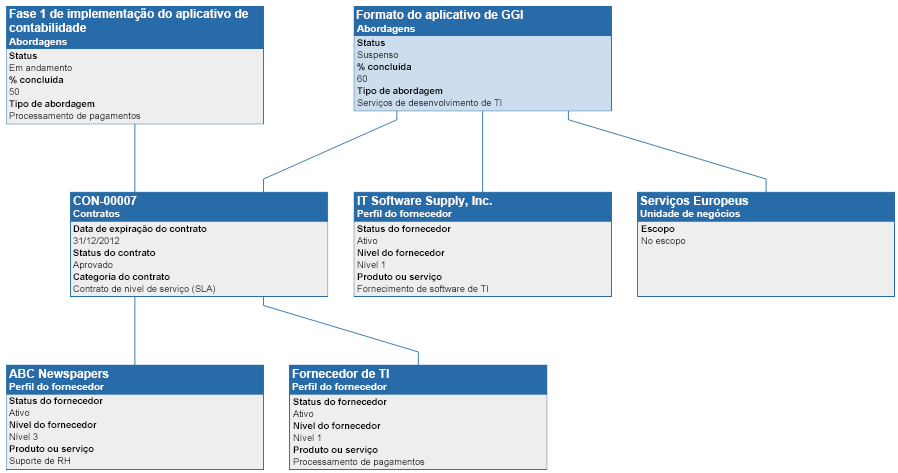 Fase 1 de implementação do aplicativo de
contabilidade
Abordagens
Status
Em andamento
% concluída
50
Tipo de abordagem
Processamento de pagamentos
Formato do aplicativo de GGI
Abordagens
Status
Suspenso
% concluída
60
Tipo de abordagem
Serviços de desenvolvimento de TI
CON-00007
Contratos
Data de expiração do contrato
31/12/2012
Status do contrato
Aprovado
Categoria do contrato
Contrato de nível de serviço (SLA)
IT Software Supply, Inc.
Perfil do fornecedor
Status do fornecedor
Ativo
Nível do fornecedor
Nível 1
Produto ou serviço
Fornecimento de software de TI
Serviços Europeus
Unidade de negócios
Escopo
No escopo
ABC Newspapers
Perfil do fornecedor
Status do fornecedor
Ativo
Nível do fornecedor
Nível 3
Produto ou serviço
Suporte de RH
Fornecedor de TI
Perfil do fornecedor
Status do fornecedor
Ativo
Nível do fornecedor
Nível 1
Produto ou serviço
Processamento de pagamentos